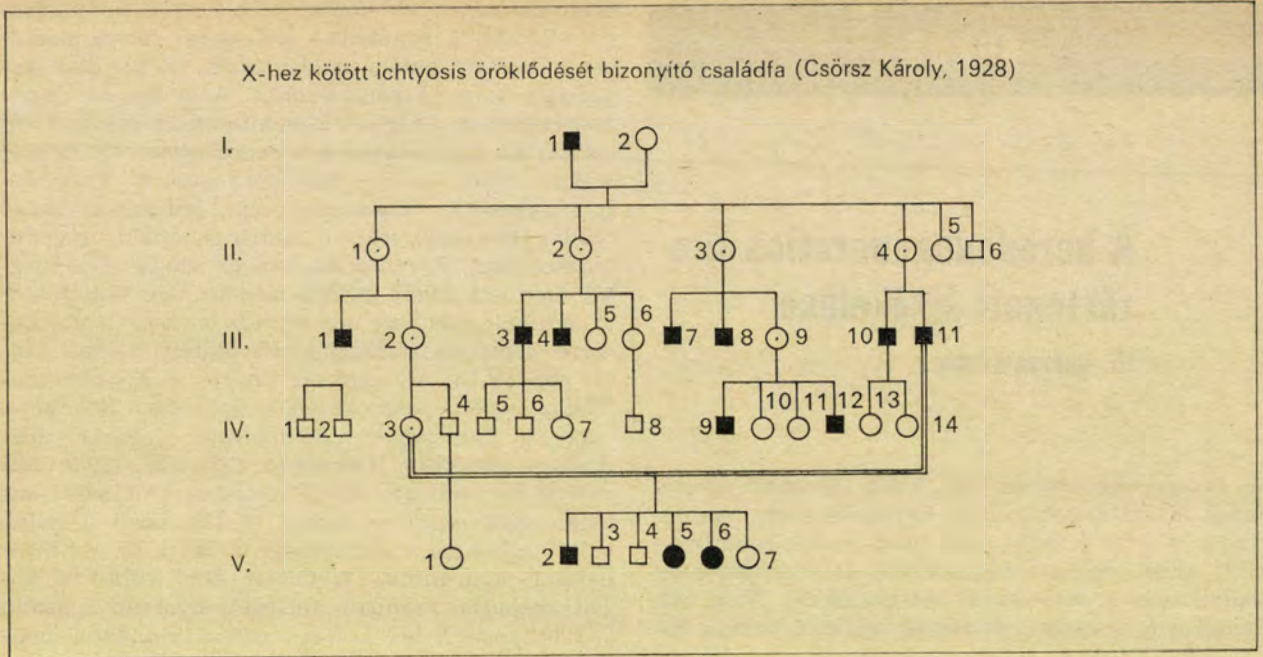 X-hez kötött ichtyosis öröklődését bizonyító családfa (Csörsz Károly, 1928)
I. 1 2
II. 1 2 3 4 5 6
III. 1 2 3 4 5 6 7 8 9 10 11
IV. 1 2 3 4 5 6 7 8 9 10 11 12 13 14
V. 1 2 3 4 5 6 7